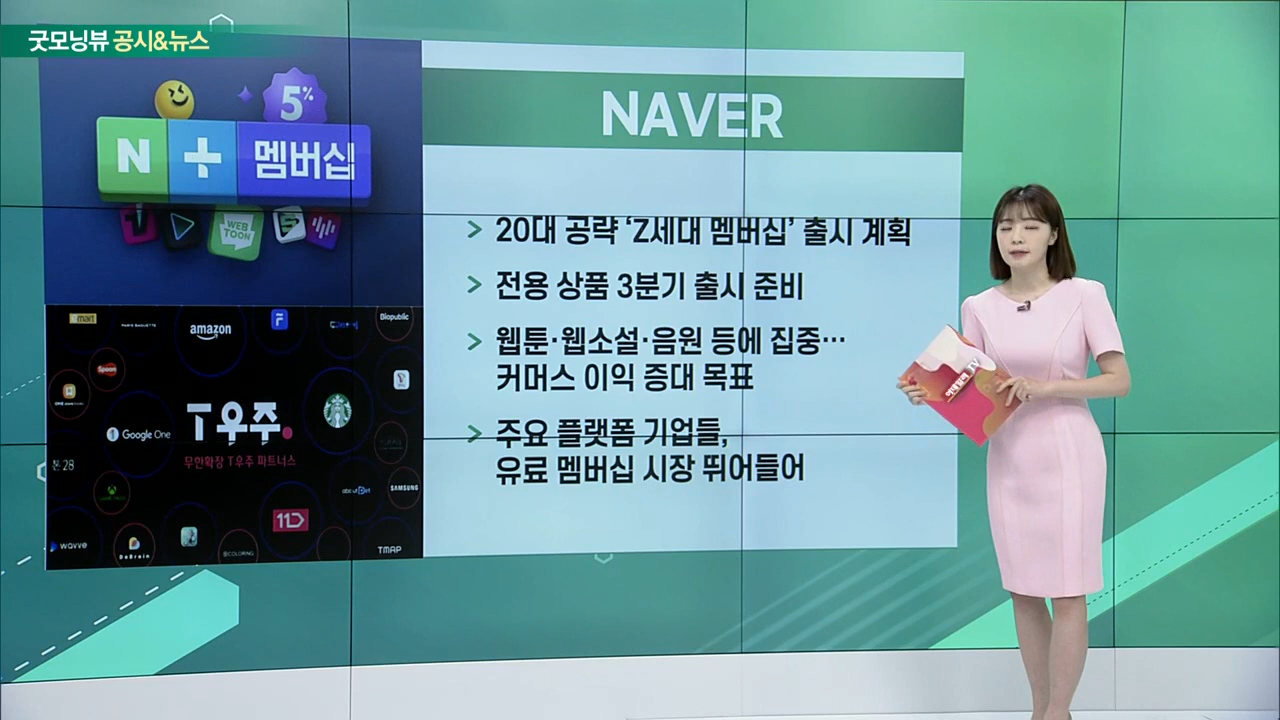 굿모닝뷰 공시&뉴스
5%
N + 멤버십
WEB
TOON
NAVER
> 20대 공략 ‘Z세대 멤버십’ 출시 계획
> 전용 상품 3분기 출시 준비
> 웹툰·웹소설·음원 등에 집중…
커머스 이익 증대 목표
> 주요 플랫폼 기업들,
유료 멤버십 시장 뛰어들어
amazon
Biopublic
Spoon
Google One
T우주.
무한확장 T우주 파트너스
28
SAMSUNG
11
wavve
COLORING
TMAP